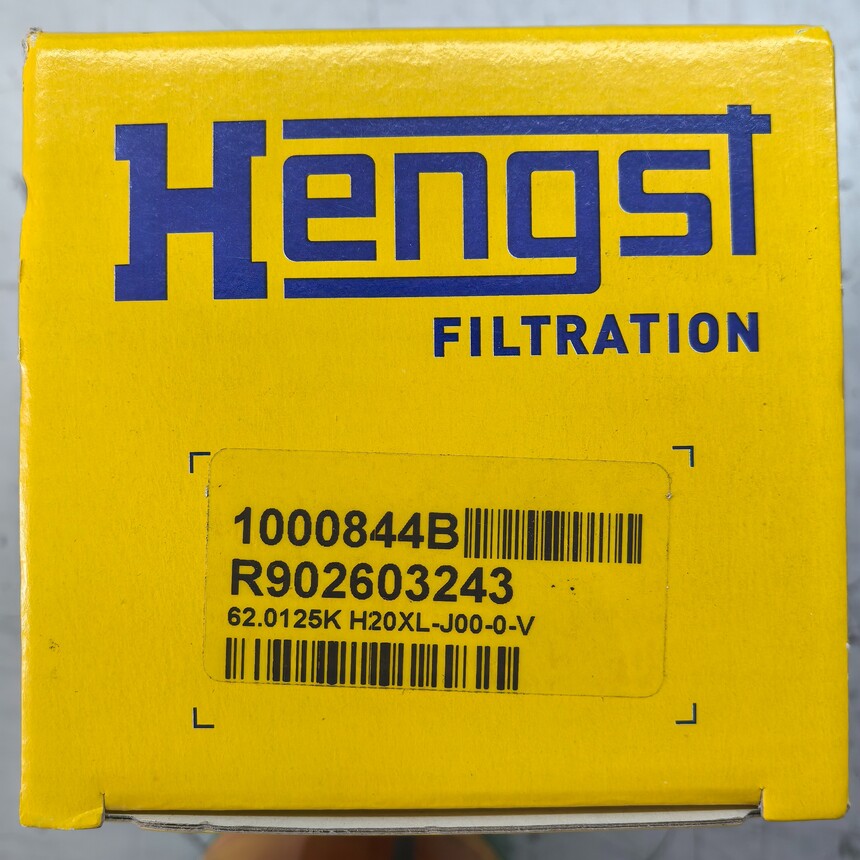 Hengst
FILTRATION
1000844B
R902603243
62.0125K H20XL-J00-0-V